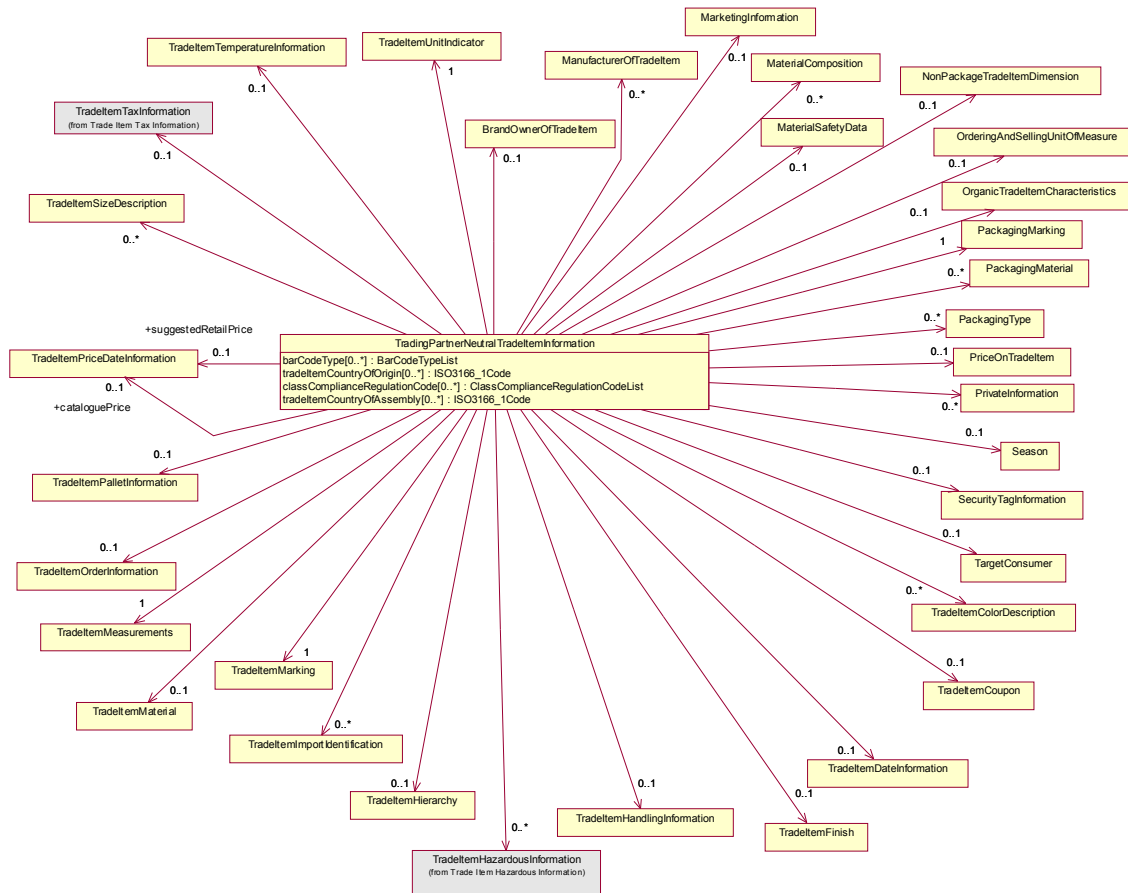 MarketingInformation
0..1
TradeItemUnitIndicator
1
TradeItemTemperatureInformation
0..1
ManufacturerOfTradeItem
0..*
MaterialComposition
0..*
NonPackageTradeItemDimension
0..1
TradeItemTaxInformation
(from Trade Item Tax Information)
0..1
BrandOwnerOfTradeItem
0..1
MaterialSafetyData
0..1
OrderingAndSellingUnitOfMeasure
0..1
TradeItemSizeDescription
0..*
OrganicTradeItemCharacteristics
0..1
PackagingMarking
1
PackagingMaterial
0..*
PackagingType
0..*
+suggestedRetailPrice
TradeItemPriceDateInformation
0..1
0..1
+cataloguePrice
TradingPartnerNeutralTradeItemInformation
barCodeType[0..*] : BarCodeTypeList
tradeItemCountryOfOrigin[0..*] : ISO3166_1Code
classComplianceRegulationCode[0..*] : ClassComplianceRegulationCodeList
tradeItemCountryOfAssembly[0..*] : ISO3166_1Code
PriceOnTradeItem
0..1
PrivateInformation
0..*
0..1
Season
0..1
TradeItemPalletInformation
0..1
SecurityTagInformation
0..1
TradeItemOrderInformation
0..1
TargetConsumer
0..*
TradeItemColorDescription
1
TradeItemMeasurements
1
TradeItemMarking
0..1
TradeItemMaterial
0..1
TradeItemCoupon
0..*
TradeItemImportIdentification
0..1
TradeItemDateInformation
0..1
TradeItemHierarchy
0..1
TradeItemHandlingInformation
0..1
TradeItemFinish
0..*
TradeItemHazardousInformation
(from Trade Item Hazardous Information)